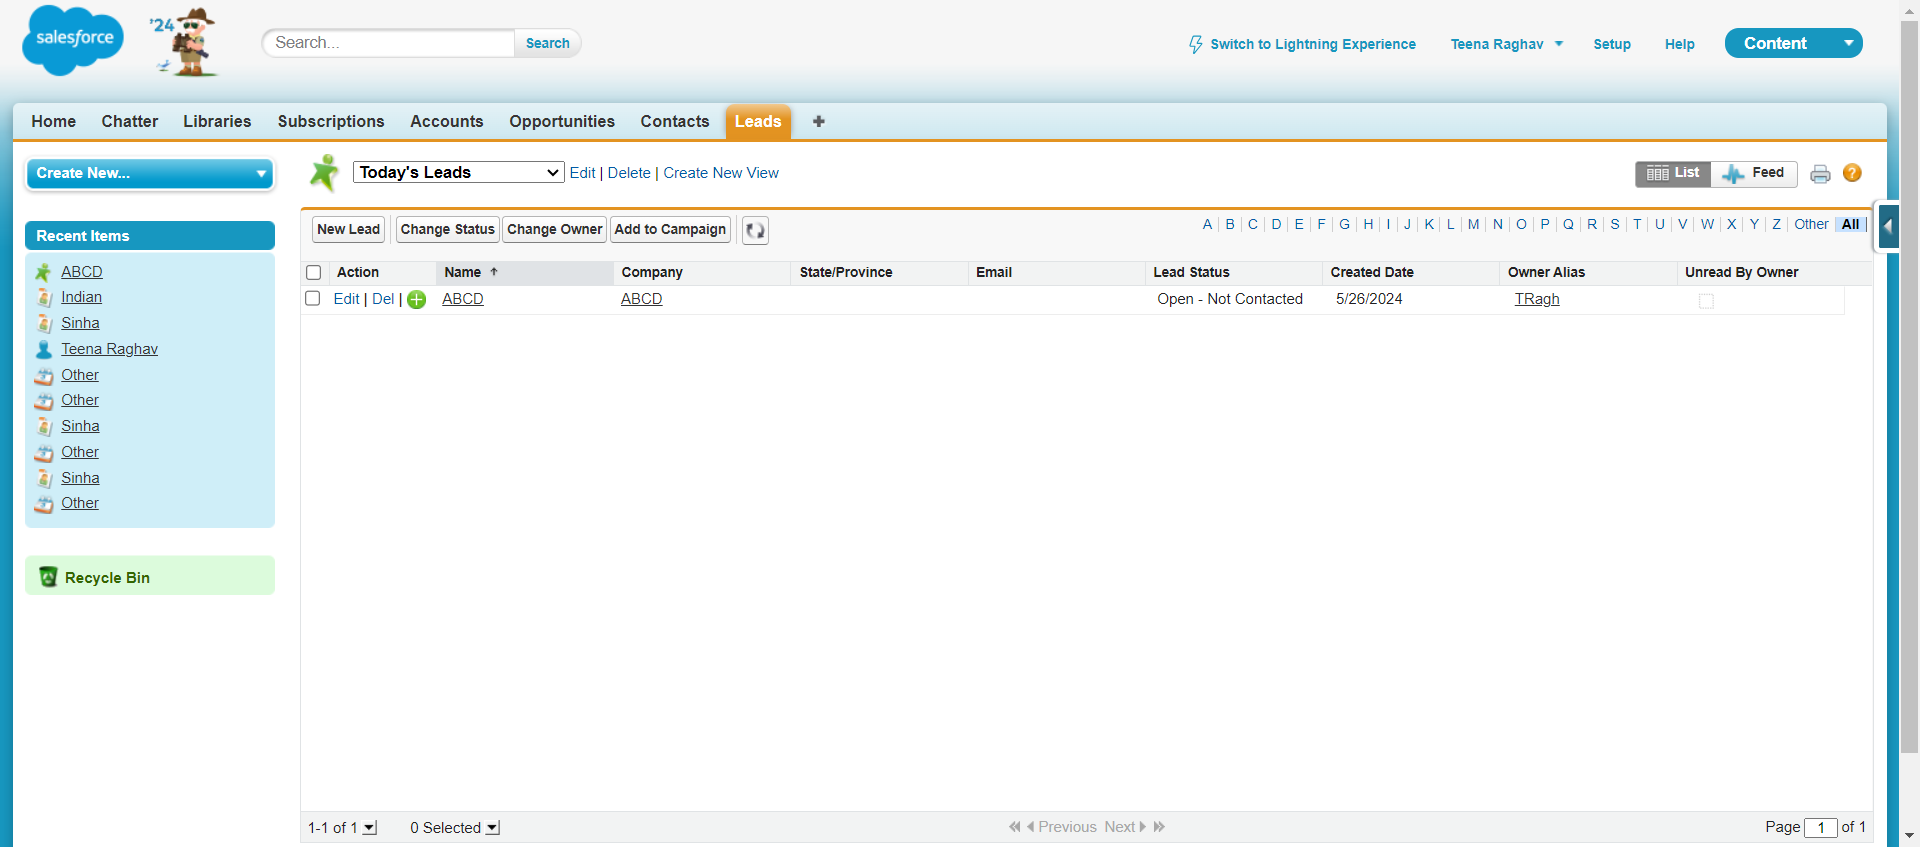 salesforce
'24
Search...
Search
Switch to Lightning Experience
Teena Raghav
Setup
Help
Content
Home
Chatter
Libraries
Subscriptions
Accounts
Opportunities
Contacts
Leads
+
Create New...
Today's Leads
Edit | Delete | Create New View
List
Feed
?
Recent Items
ABCD
Indian
Sinha
Teena Raghav
Other
Other
Sinha
Other
Sinha
Other
Recycle Bin
New Lead
Change Status
Change Owner
Add to Campaign
A | B | C | D | E | F | G | H | I | J | K | L | M | N | O | P | Q | R | S | T | U | V | W | X | Y | Z | Other | All
Action Name Company State/Province Email Lead Status Created Date Owner Alias Unread By Owner
Edit | Del | ABCD ABCD Open - Not Contacted 5/26/2024 TRagh
1-1 of 1 0 Selected Previous Next Page 1 of 1